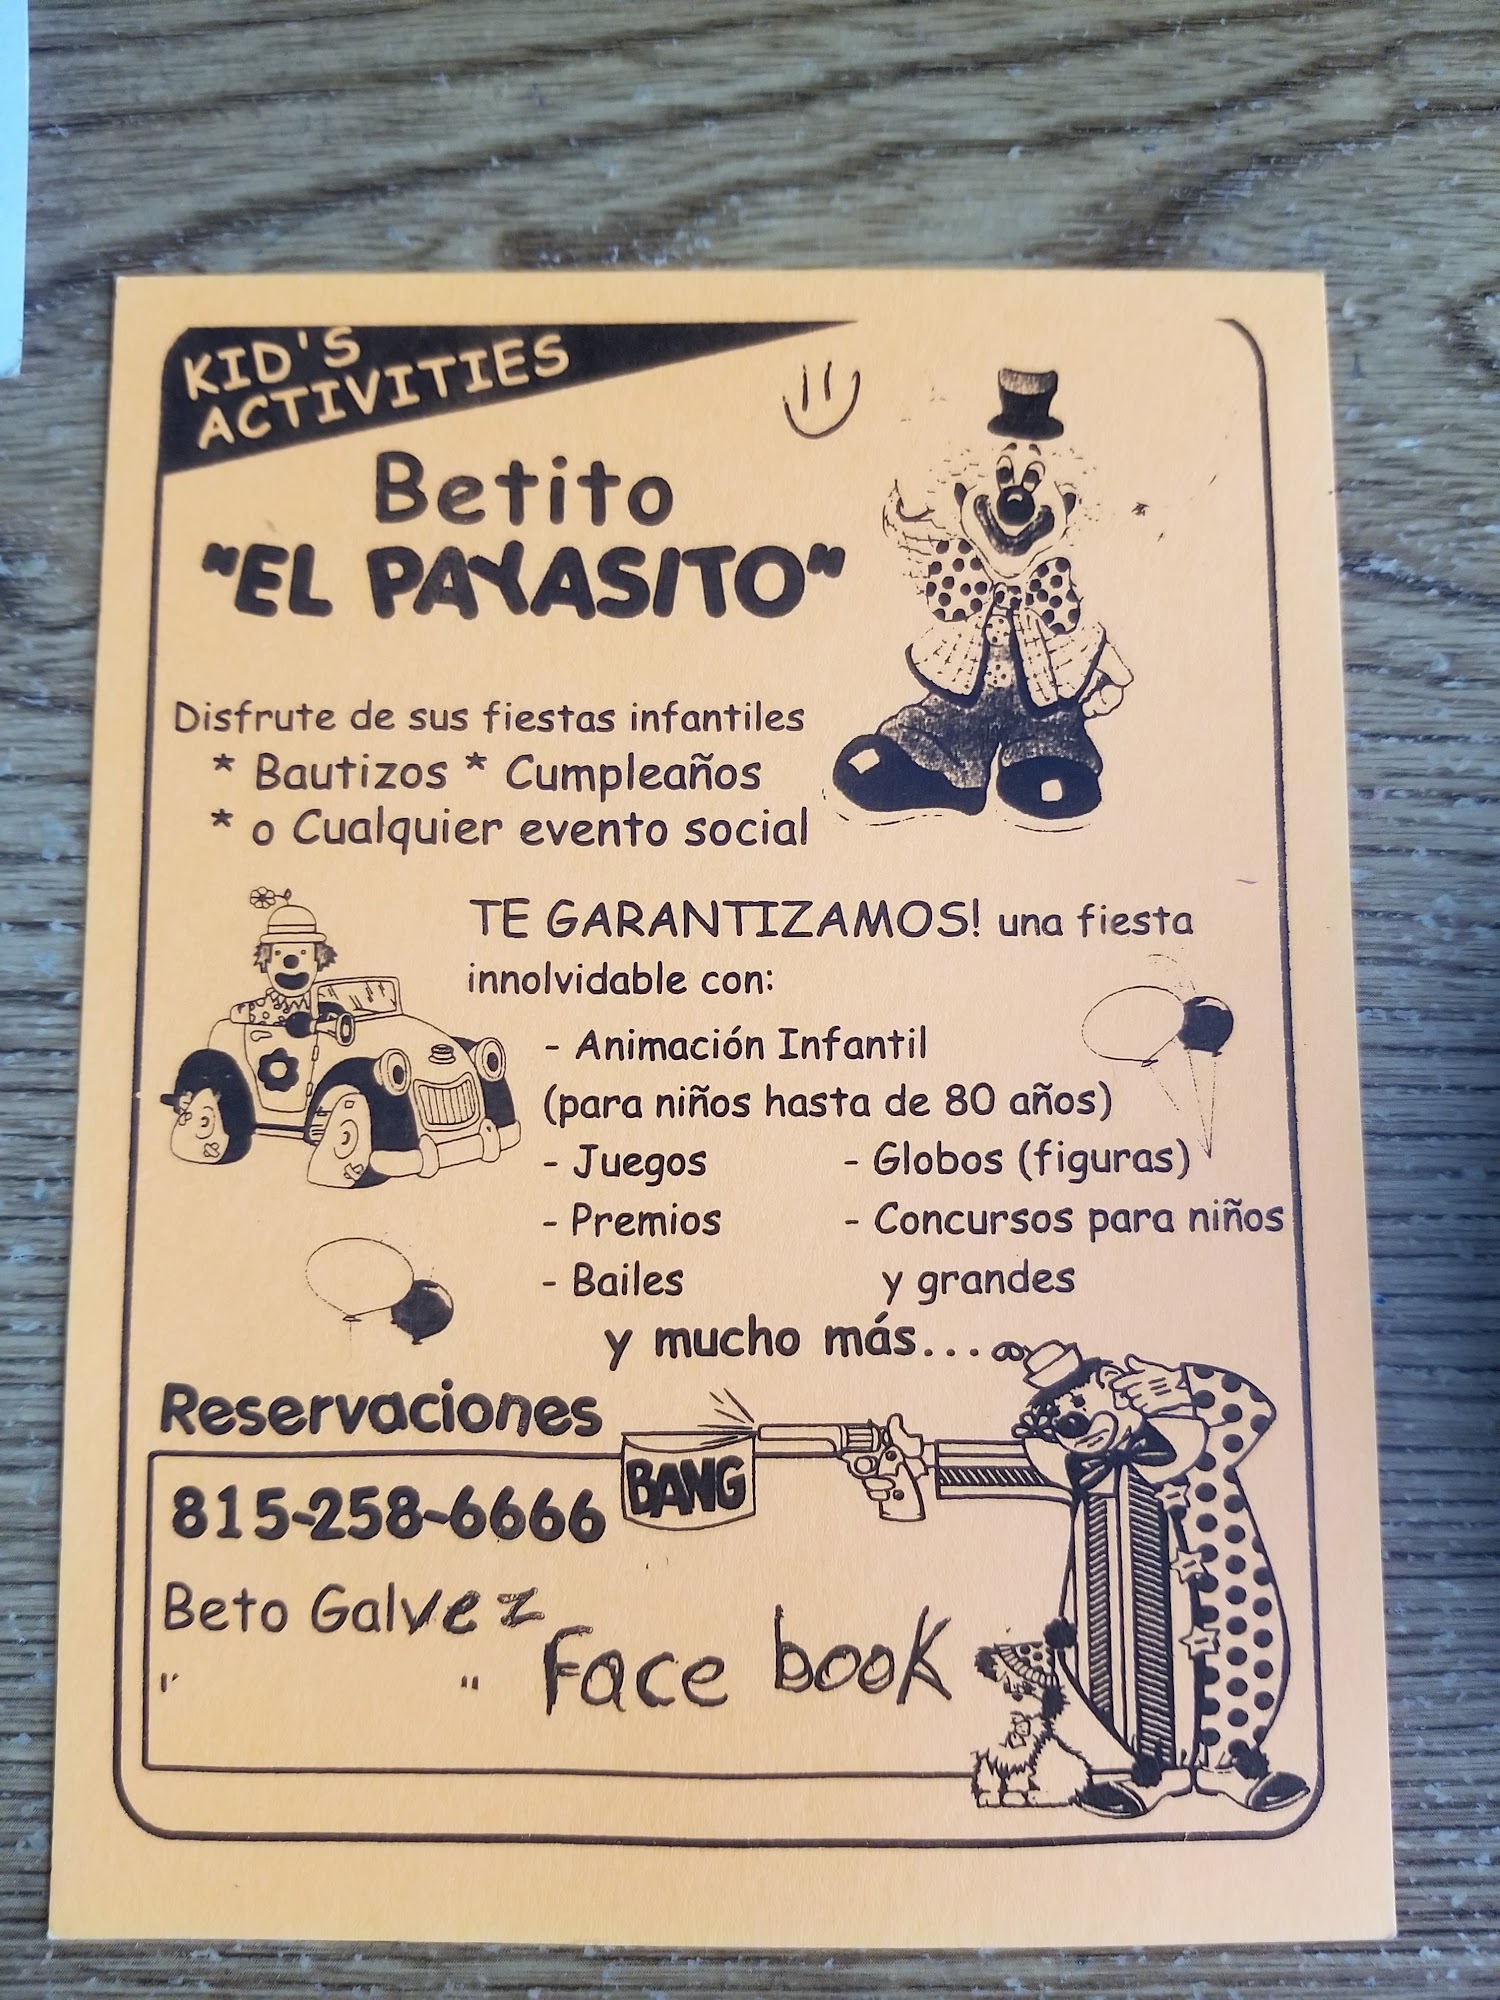 KID'S
ACTIVITIES
Betito
"EL PAYASITO"
Disfrute de sus fiestas infantiles
* Bautizos * Cumpleaños
* o Cualquier evento social
TE GARANTIZAMOS! una fiesta
innolvidable con:
- Animación Infantil
(para niños hasta de 80 años)
- Juegos
- Premios
- Bailes
- Globos (figuras)
- Concursos para niños
y grandes
y mucho más...
Reservaciones
BANG
815-258-6666
Beto Galvez
" " Face book